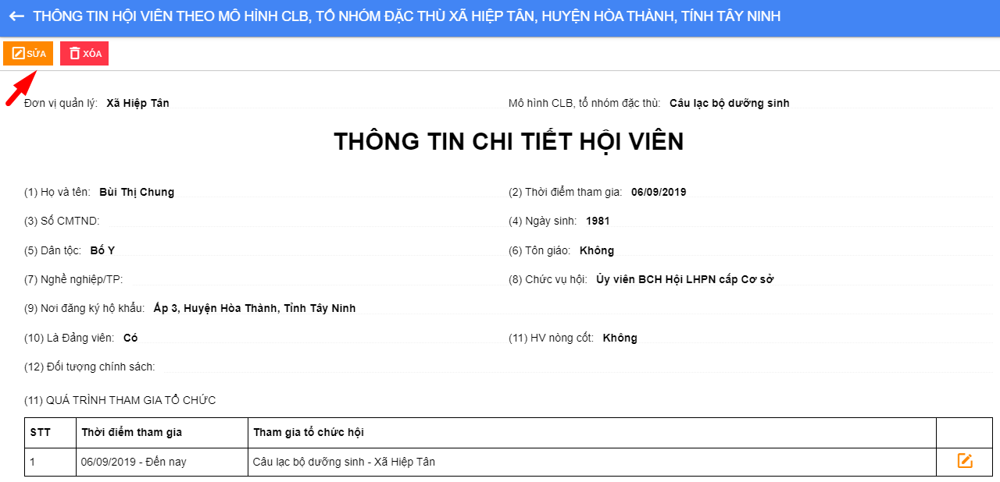 THÔNG TIN HỘI VIÊN THEO MÔ HÌNH CLB, TỔ NHÓM ĐẶC THÙ XÃ HIỆP TÂN, HUYỆN HÒA THÀNH, TỈNH TÂY NINH
SỬA XÓA
Đơn vị quản lý: Xã Hiệp Tân Mô hình CLB, tổ nhóm đặc thù: Câu lạc bộ dưỡng sinh
THÔNG TIN CHI TIẾT HỘI VIÊN
(1) Họ và tên: Bùi Thị Chung (2) Thời điểm tham gia: 06/09/2019
(3) Số CMTND: (4) Ngày sinh: 1981
(5) Dân tộc: Bố Y (6) Tôn giáo: Không
(7) Nghề nghiệp/TP: (8) Chức vụ hội: Ủy viên BCH Hội LHPN cấp Cơ sở
(9) Nơi đăng ký hộ khẩu: Ấp 3, Huyện Hòa Thành, Tỉnh Tây Ninh
(10) Là Đảng viên: Có (11) HV nòng cốt: Không
(12) Đối tượng chính sách:
(11) QUÁ TRÌNH THAM GIA TỔ CHỨC
STT Thời điểm tham gia Tham gia tổ chức hội
1 06/09/2019 - Đến nay Câu lạc bộ dưỡng sinh - Xã Hiệp Tân